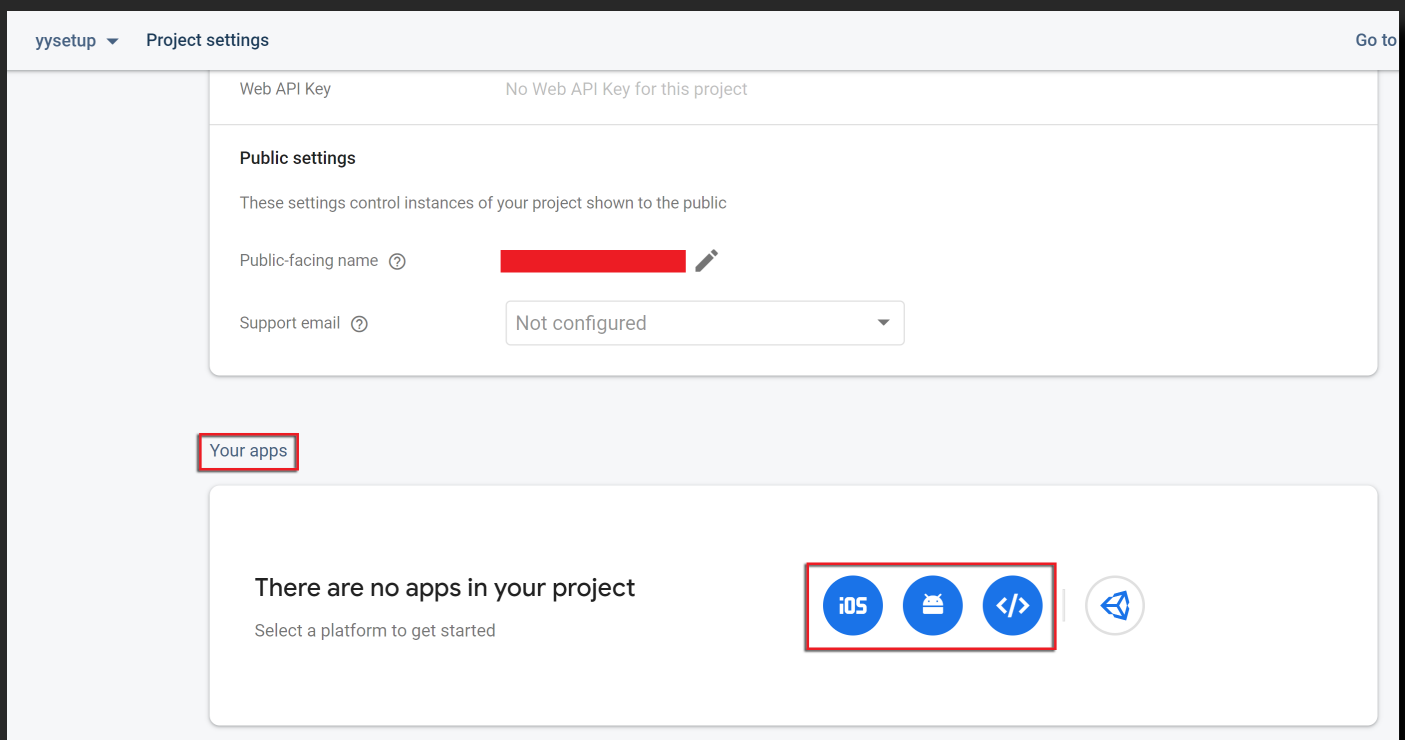 yysetup Project settings Go to
Web API Key No Web API Key for this project
Public settings
These settings control instances of your project shown to the public
Public-facing name ?
Support email ? Not configured
Your apps
There are no apps in your project
iOS </>
Select a platform to get started